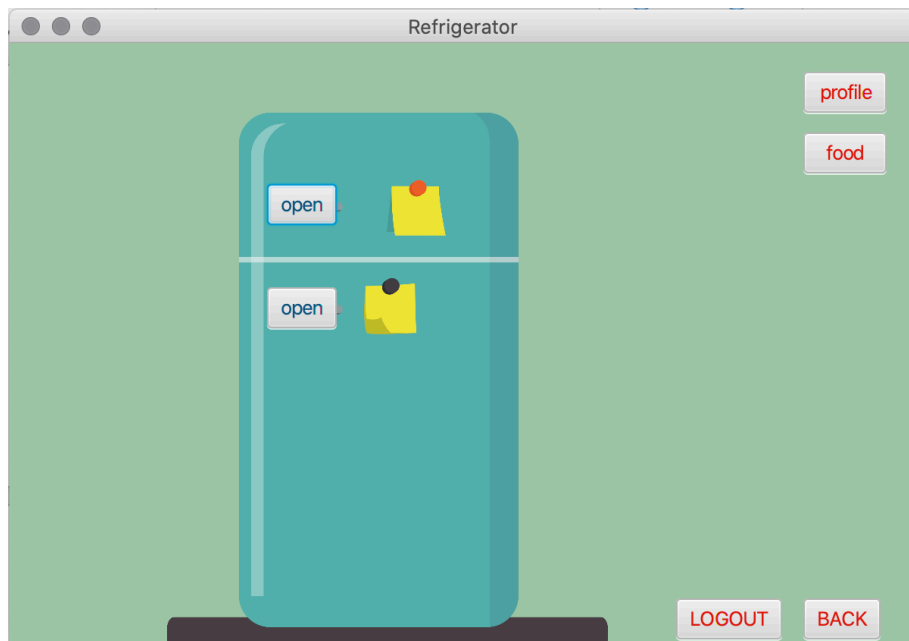 Refrigerator
profile
food
open
open
LOGOUT
BACK